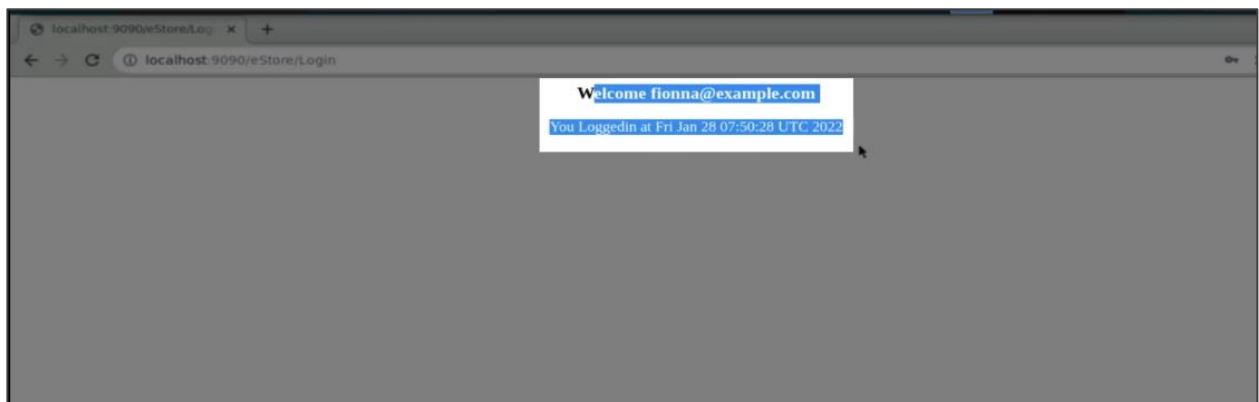 localhost:9090/eStore/Log
localhost:9090/eStore/Login
Welcome fionna@example.com
You Loggedin at Fri Jan 28 07:50:28 UTC 2022